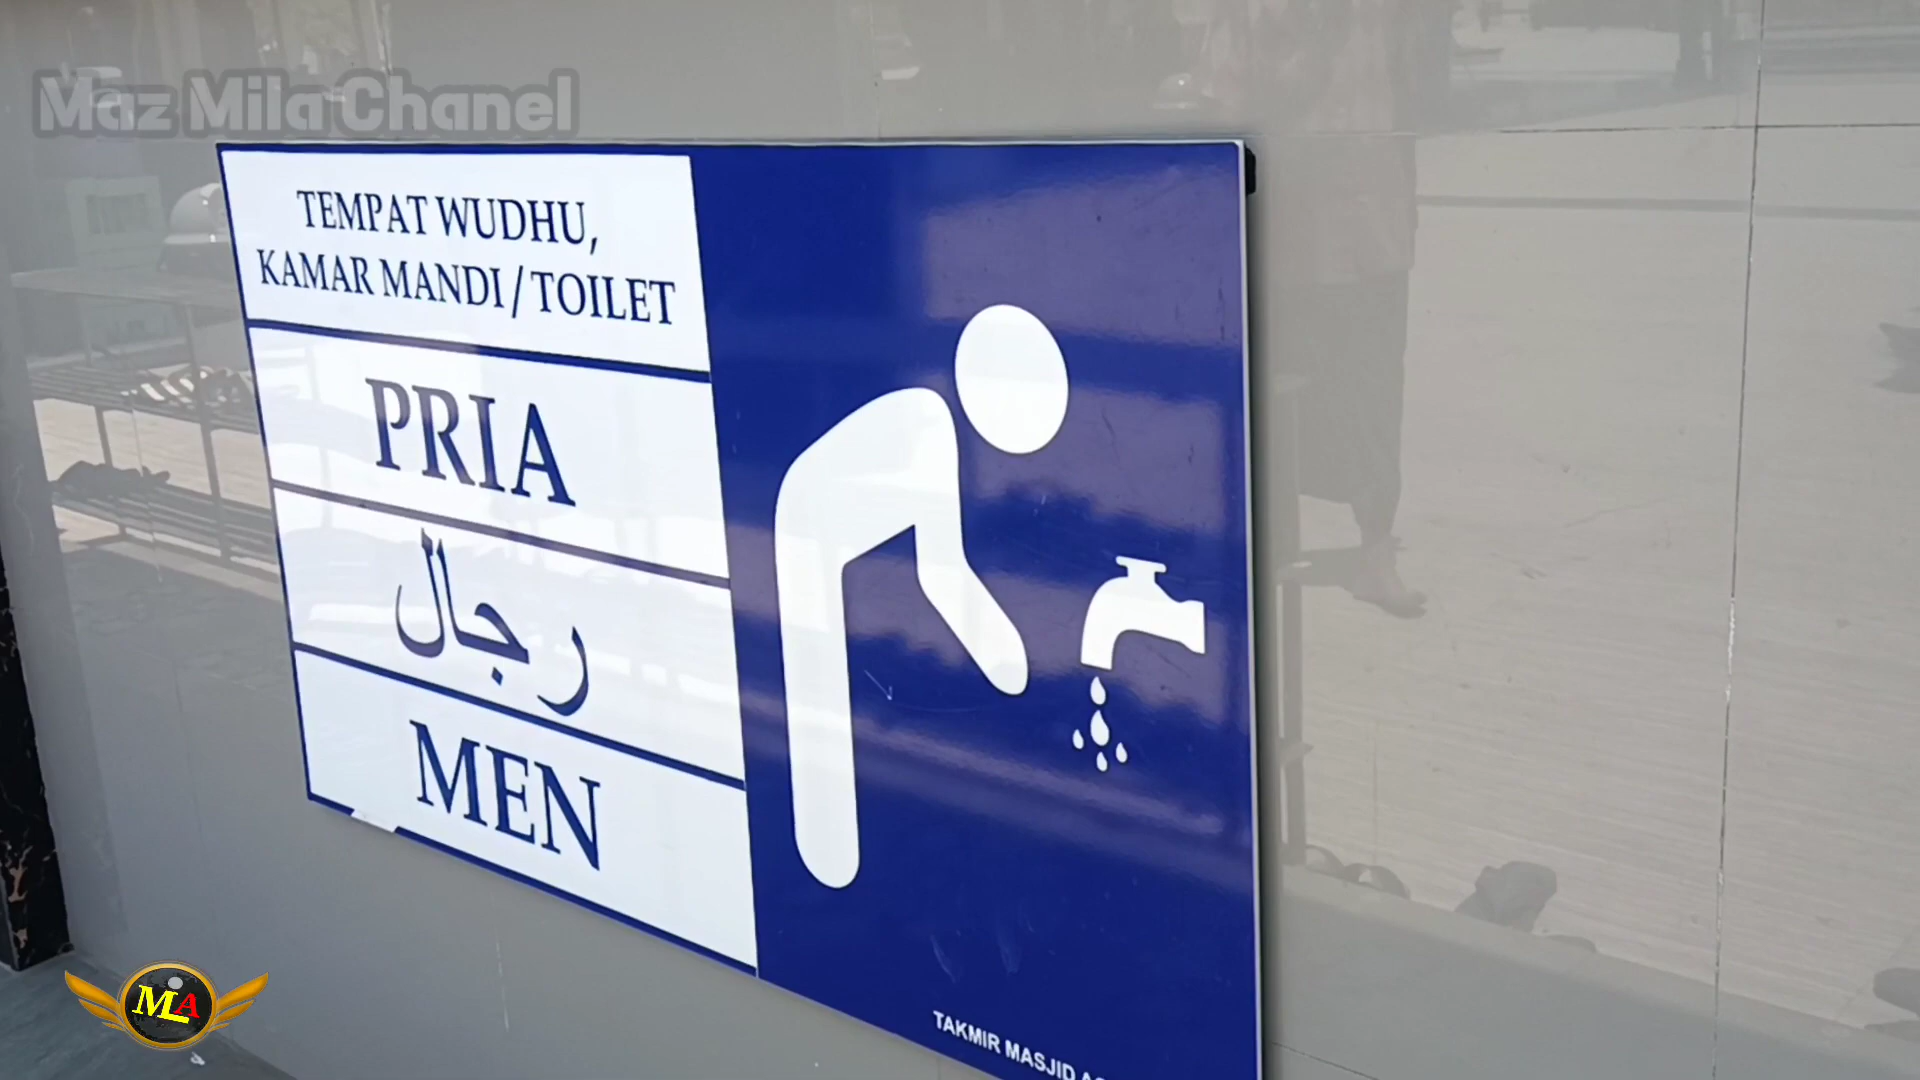 Maz Mila Chanel
TEMPAT WUDHU,
KAMAR MANDI / TOILET
PRIA
رجال
MEN
TAKMIR MASJID
MLA